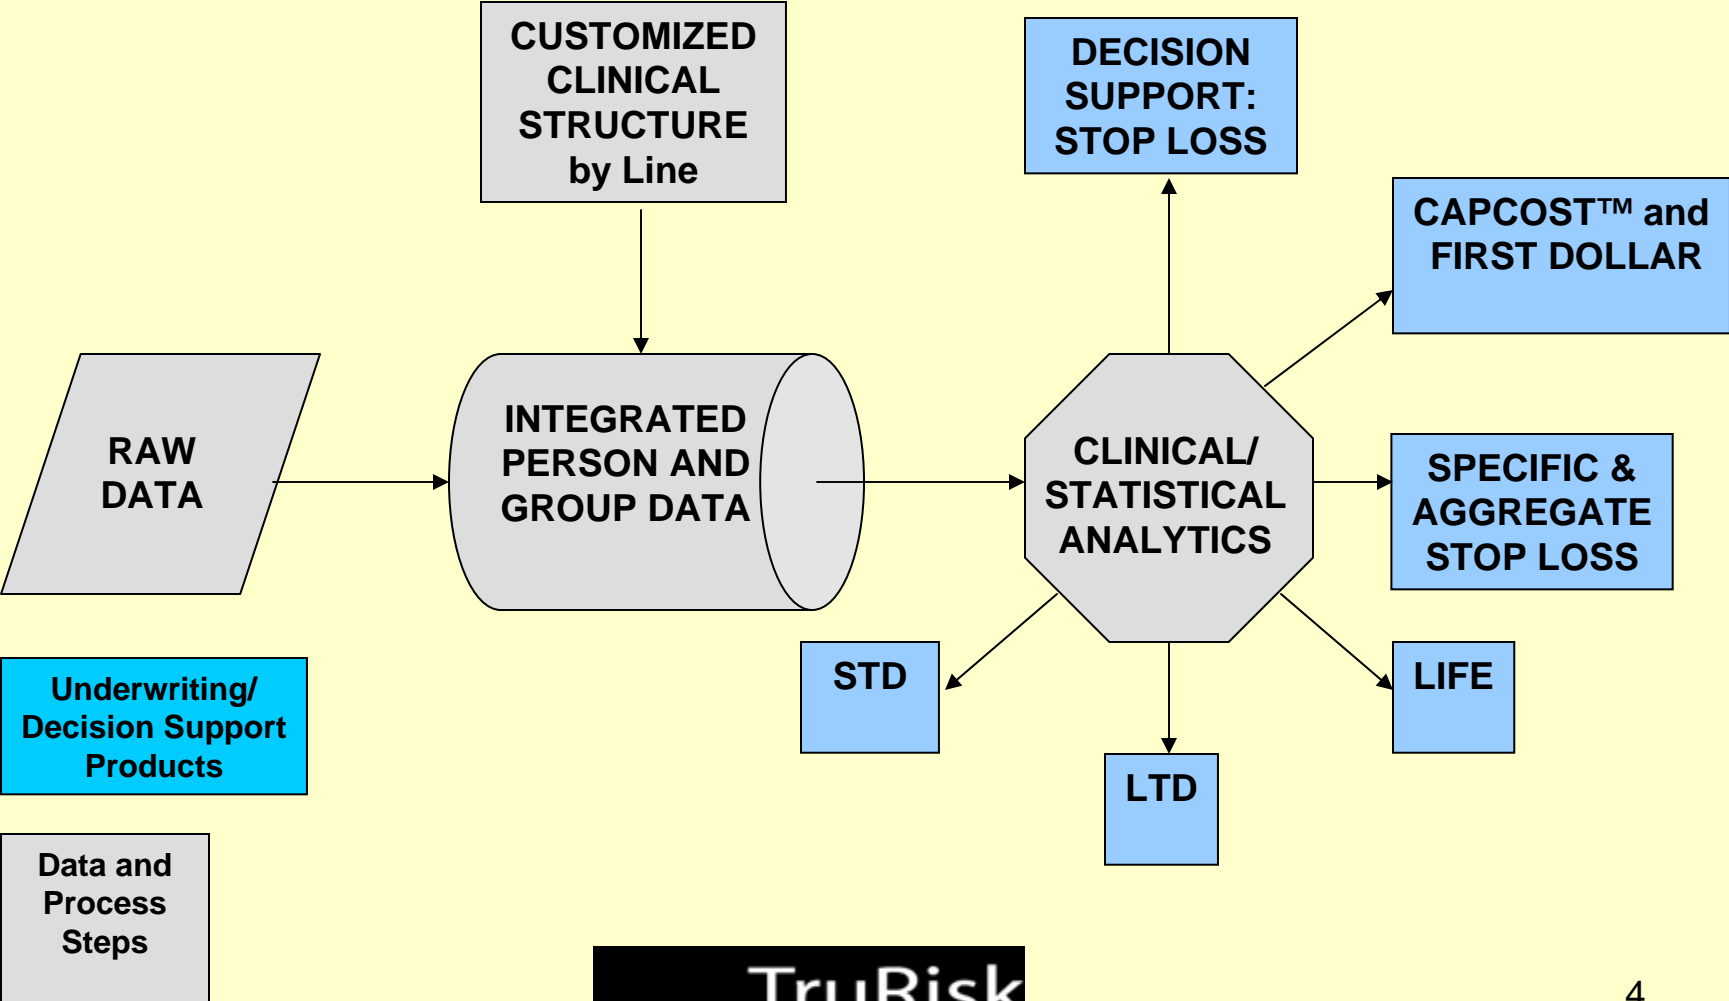 CUSTOMIZED
CLINICAL
STRUCTURE
by Line
DECISION
SUPPORT:
STOP LOSS
CAPCOST™ and
FIRST DOLLAR
RAW
DATA
INTEGRATED
PERSON AND
GROUP DATA
CLINICAL/
STATISTICAL
ANALYTICS
SPECIFIC &
AGGREGATE
STOP LOSS
STD
LTD
LIFE
Underwriting/
Decision Support
Products
Data and
Process
Steps
TruRisk
4